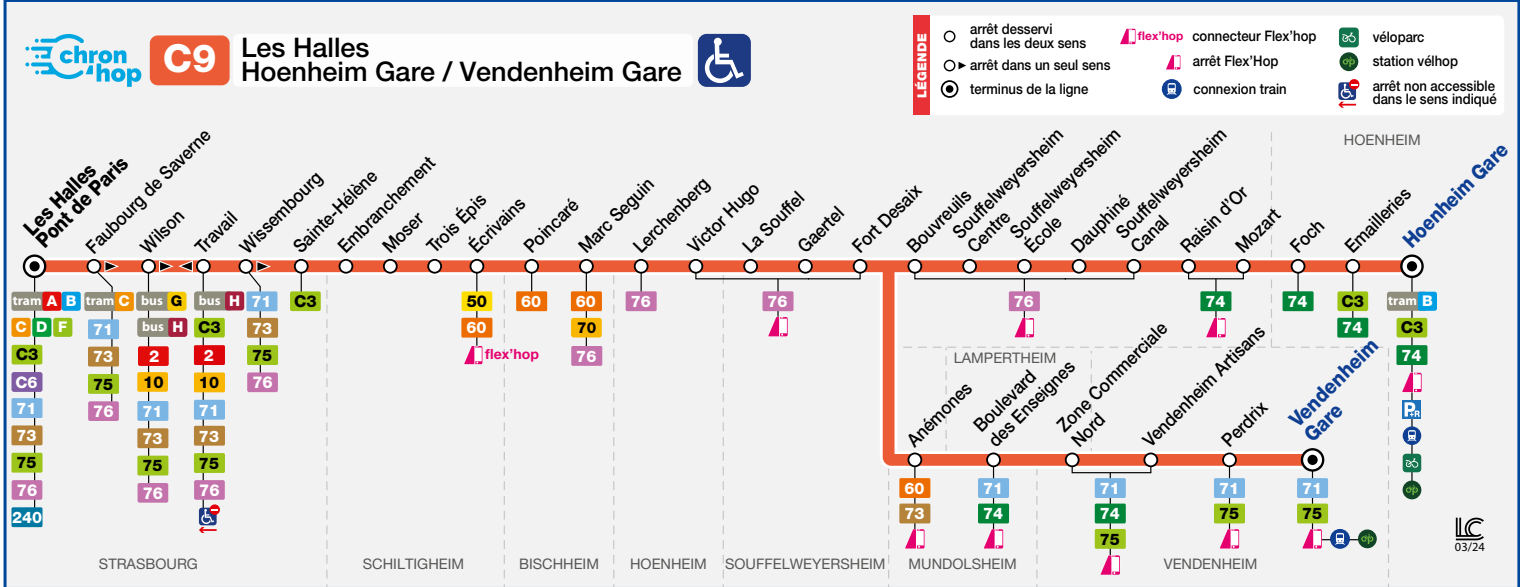 chron
hop
C9
Les Halles
Hoenheim Gare / Vendenheim Gare
LÉGENDE
arrêt desservi
dans les deux sens
arrêt dans un seul sens
terminus de la ligne
flex'hop connecteur Flex'hop
arrêt Flex'Hop
connexion train
véloparc
station vélhop
arrêt non accessible
dans le sens indiqué
HOENHEIM
Les Halles
Pont de Paris
Faubourg de Saverne
Wilson
Travail
Wissembourg
Sainte-Hélène
Embranchement
Moser
Trois Épis
Écrivains
Poincaré
Marc Seguin
Lerchenberg
Victor Hugo
La Souffel
Gaertel
Fort Desaix
Bouvreuils
Souffelweyersheim
Centre
Souffelweyersheim
École
Dauphiné
Souffelweyersheim
Canal
Raisin d'Or
Mozart
Foch
Emailleries
Hoenheim Gare
tram A B
C D F
C3
C6
71
73
75
76
240
tram C
71
73
75
76
bus G
bus H
2
10
71
73
75
76
bus H
C3
2
10
71
73
75
76
71
73
75
76
C3
50
60
flex'hop
60
60
70
76
76
76
76
74
74
C3
74
tram B
C3
74
P+R
LAMPERTHEIM
Anémones
Boulevard
des Enseignes
Zone Commerciale
Nord
Vendenheim Artisans
Perdrix
Vendenheim
Gare
60
73
71
74
71
74
75
71
75
71
75
STRASBOURG
SCHILTIGHEIM
BISCHHEIM
HOENHEIM
SOUFFELWEYERSHEIM
MUNDOLSHEIM
VENDENHEIM
LC
03/24